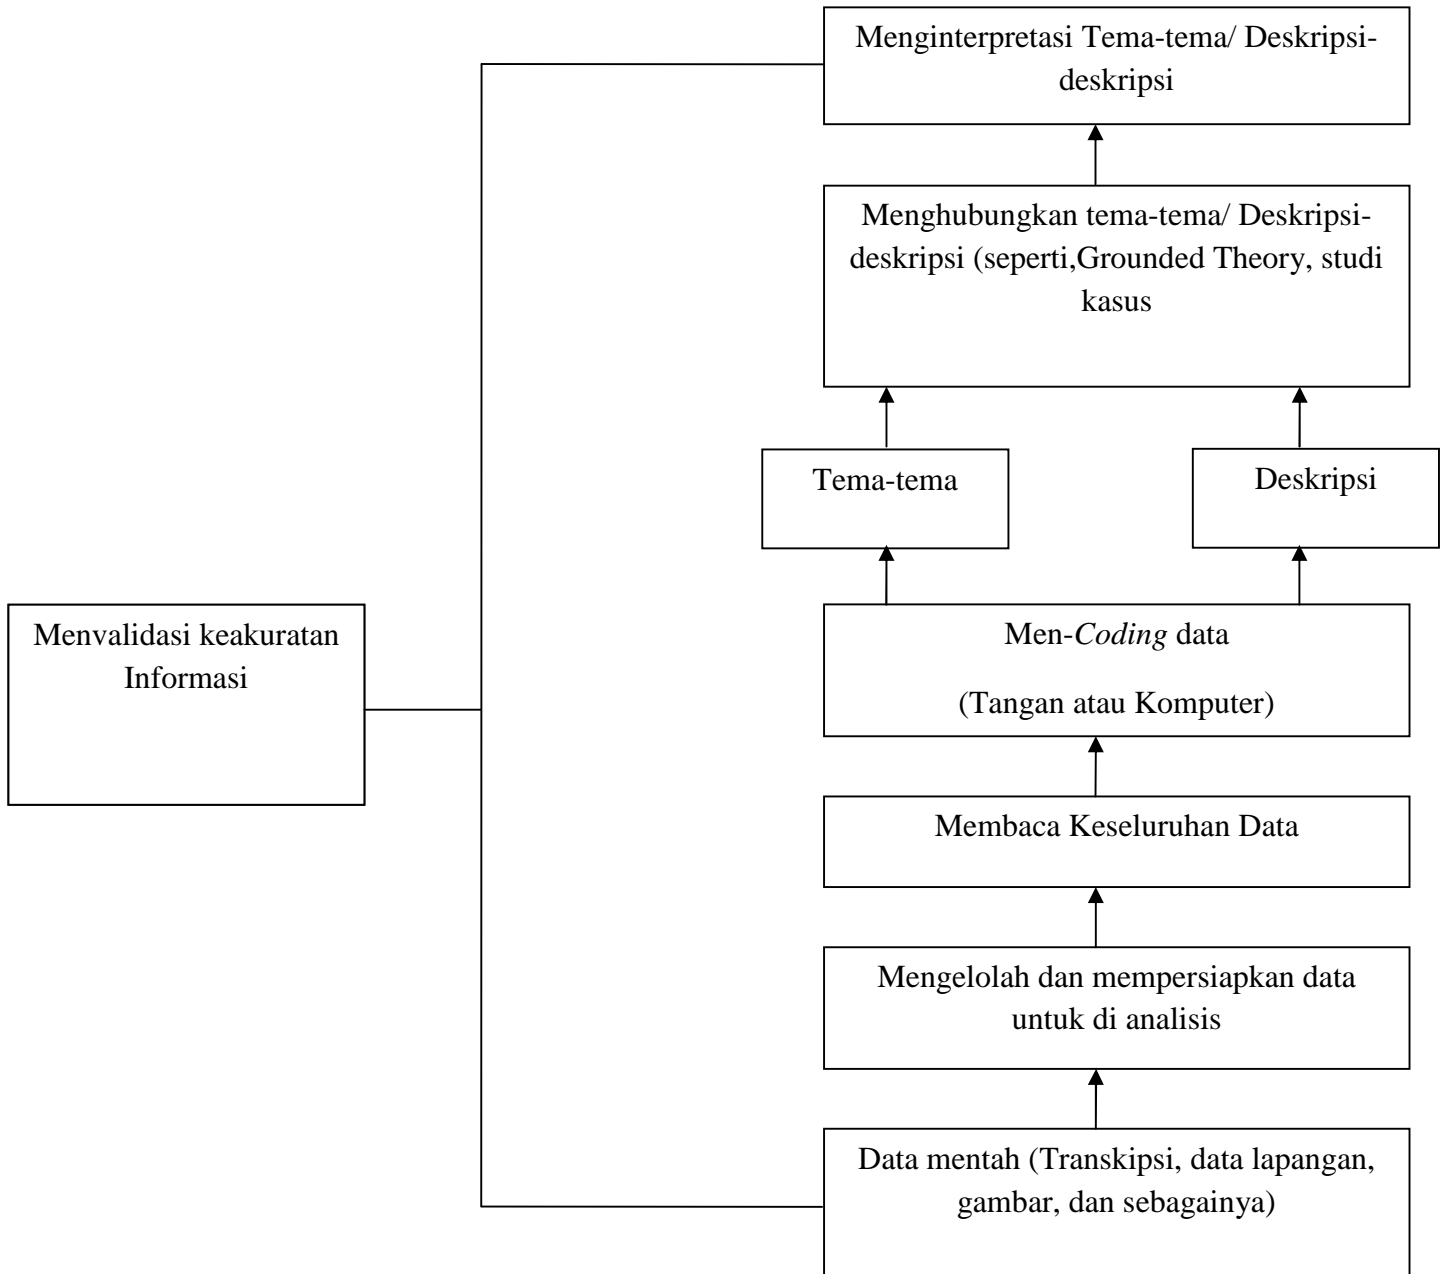 Menginterpretasi Tema-tema/ Deskripsi-
deskripsi
Menghubungkan tema-tema/ Deskripsi-
deskripsi (seperti,Grounded Theory, studi
kasus
Tema-tema
Deskripsi
Menvalidasi keakuratan
Informasi
Men-Coding data
(Tangan atau Komputer)
Membaca Keseluruhan Data
Mengelolah dan mempersiapkan data
untuk di analisis
Data mentah (Transkipsi, data lapangan,
gambar, dan sebagainya)